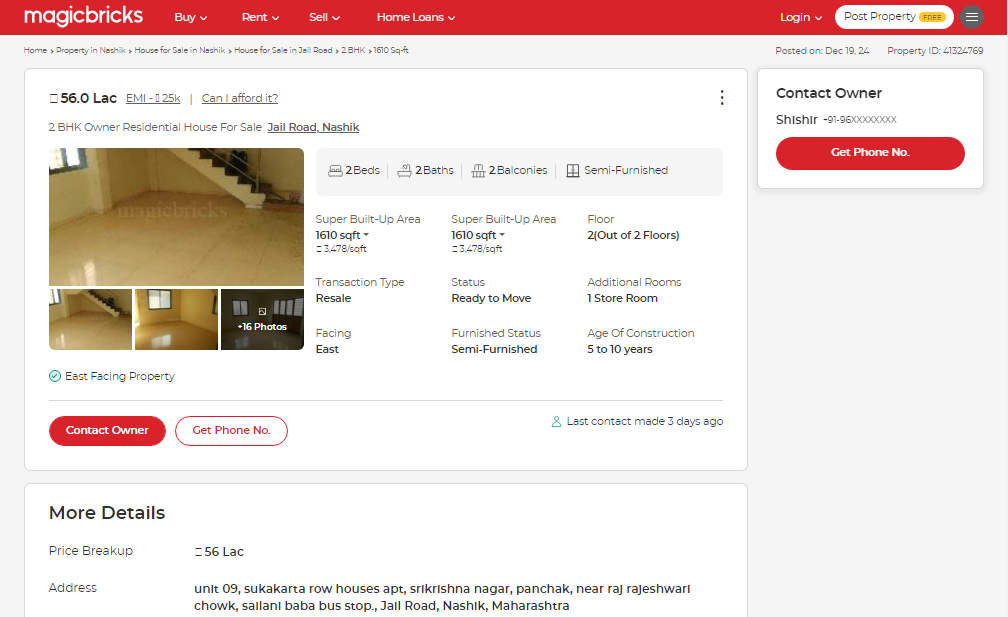 magicbricks
Buy Rent Sell Home Loans Login Post Property FREE
Home Property in Nashik House for Sale in Nashik House for Sale in Jail Road 2 BHK 1610 Sq-ft
Posted on: Dec 19, 24 Property ID: 41324769
56.0 Lac EMI - 25k | Can I afford it?
2 BHK Owner Residential House For Sale Jail Road, Nashik
magicbricks
+16 Photos
2 Beds 2 Baths 2 Balconies Semi-Furnished
Super Built-Up Area Super Built-Up Area Floor
1610 sqft 1610 sqft 2(Out of 2 Floors)
3,478/sqft 3,478/sqft
Transaction Type Status Additional Rooms
Resale Ready to Move 1 Store Room
Facing Furnished Status Age Of Construction
East Semi-Furnished 5 to 10 years
East Facing Property
Contact Owner Get Phone No. Last contact made 3 days ago
Contact Owner
Shishir +91-96XXXXXXXX
Get Phone No.
More Details
Price Breakup 56 Lac
Address unit 09, sukakarta row houses apt, srikrishna nagar, panchak, near raj rajeshwari
chowk, sailani baba bus stop., Jail Road, Nashik, Maharashtra